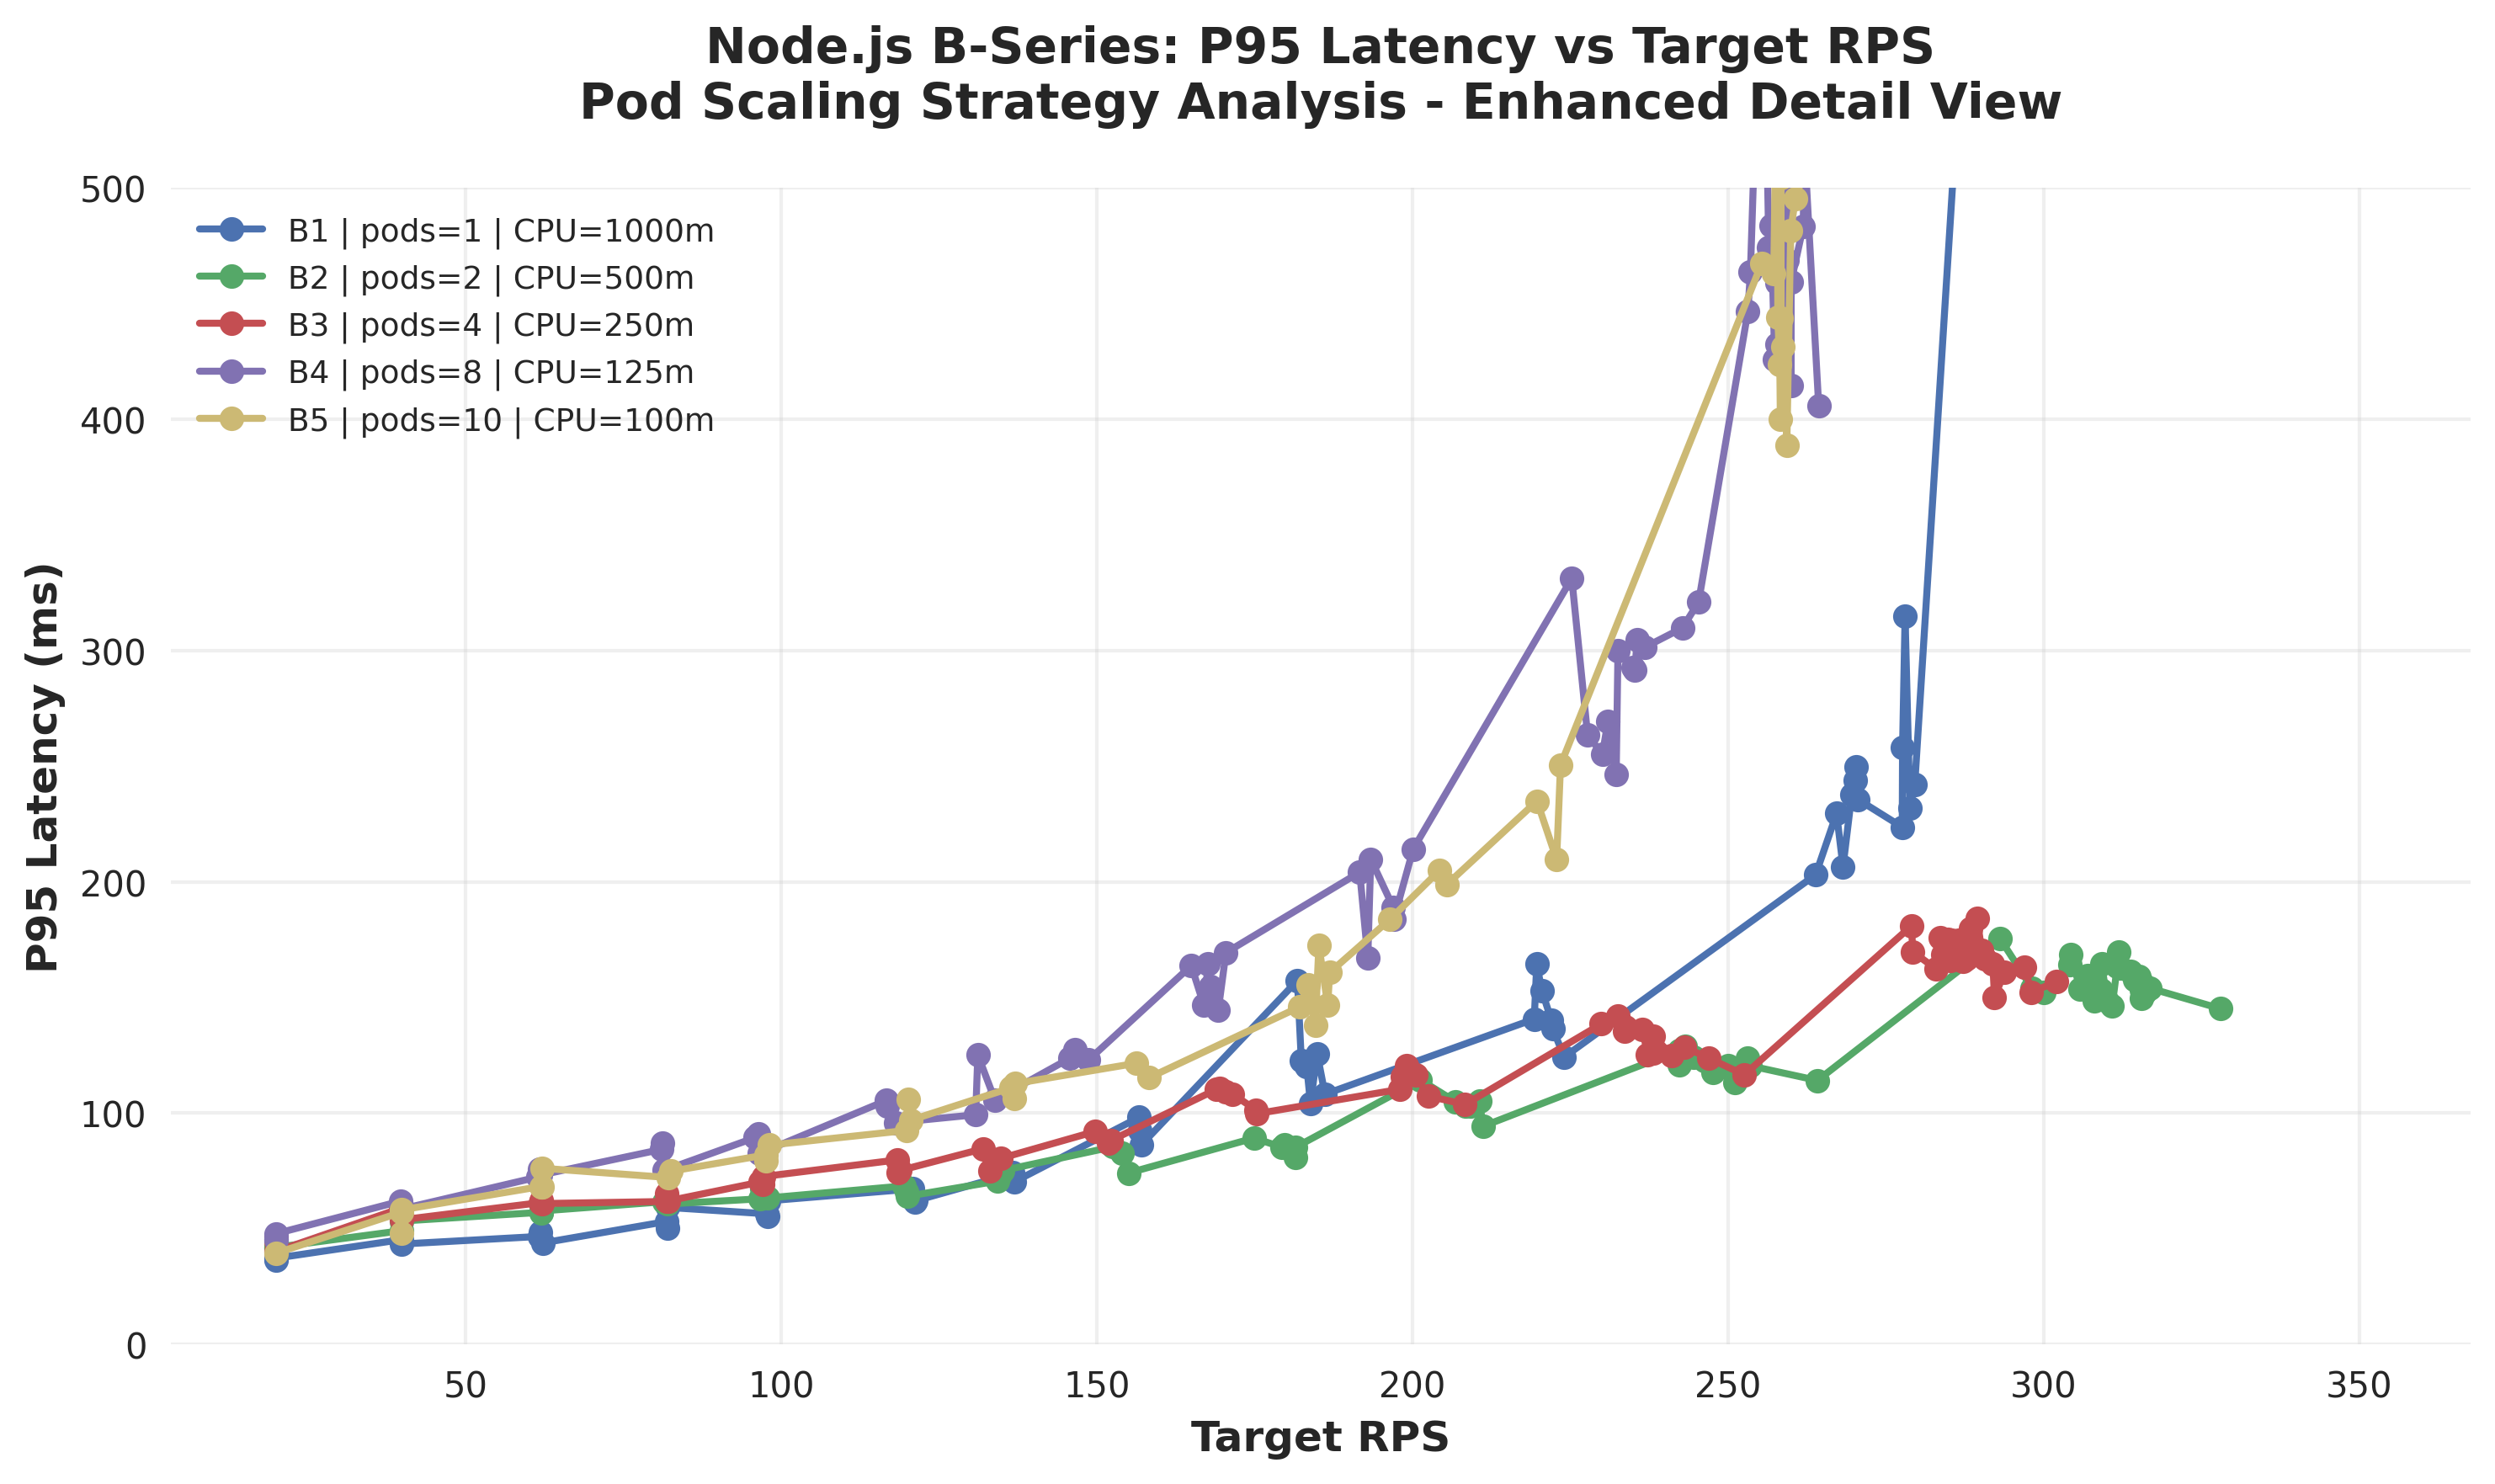 Node.js B-Series: P95 Latency vs Target RPS
Pod Scaling Strategy Analysis - Enhanced Detail View
B1 | pods=1 | CPU=1000m
B2 | pods=2 | CPU=500m
B3 | pods=4 | CPU=250m
B4 | pods=8 | CPU=125m
B5 | pods=10 | CPU=100m
P95 Latency (ms)
500
400
300
200
100
0
50
100
150
200
250
300
350
Target RPS